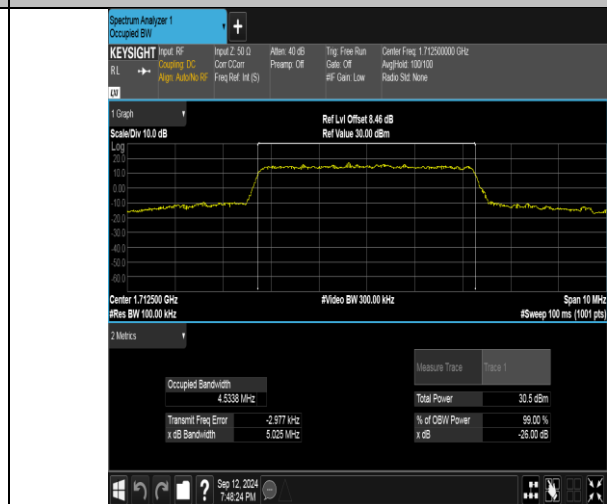 Spectrum Analyzer 1
Occupied BW
+
KEYSIGHT Input: RF Input Z: 50 Ω Atten: 40 dB Trig: Free Run Center Freq: 1.712500000 GHz
RL Coupling: DC Corr CCorr Preamp: Off Gate: Off Avg|Hold: 100/100
Align: Auto/No RF Freq Ref: Int (S) #IF Gain: Low Radio Std: None
LXI
1 Graph
Ref Lvl Offset 8.46 dB
Scale/Div 10.0 dB Ref Value 30.00 dBm
Log
20.0
10.0
0.00
-10.0
-20.0
-30.0
-40.0
-50.0
-60.0
Center 1.712500 GHz #Video BW 300.00 kHz Span 10 MHz
#Res BW 100.00 kHz #Sweep 100 ms (1001 pts)
2 Metrics
Measure Trace Trace 1
Occupied Bandwidth
4.5338 MHz Total Power 30.5 dBm
Transmit Freq Error -2.977 kHz % of OBW Power 99.00 %
x dB Bandwidth 5.025 MHz x dB -26.00 dB
? Sep 12, 2024
7:48:24 PM